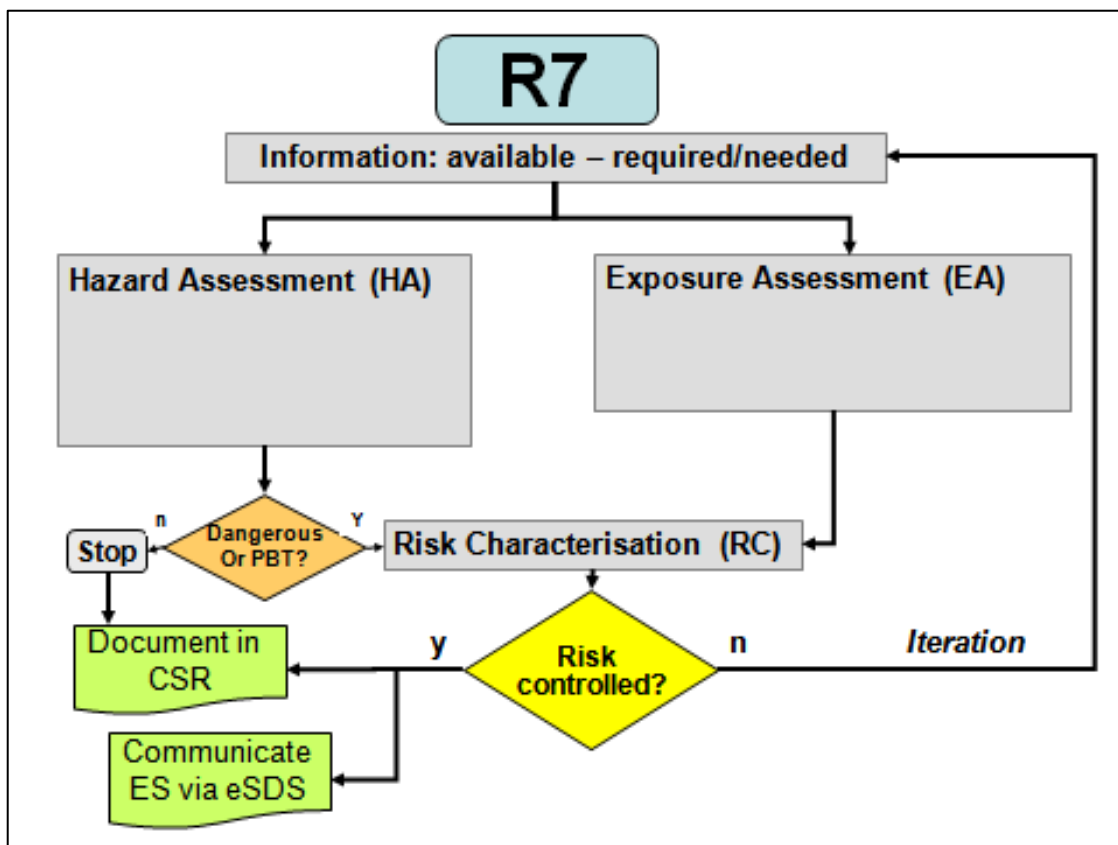 R7
Information: available – required/needed
Hazard Assessment (HA)
Exposure Assessment (EA)
n
Y
Dangerous
Or PBT?
Stop
Risk Characterisation (RC)
Document in
CSR
y
n
Iteration
Risk
controlled?
Communicate
ES via eSDS